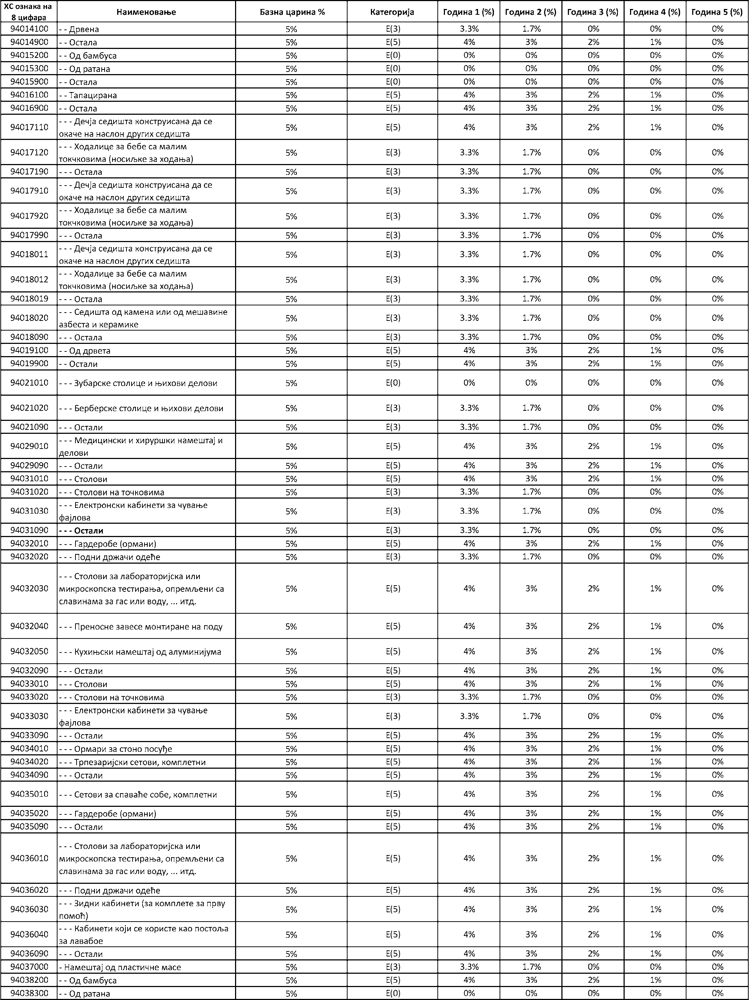 ХС ознака на 8 цифара Наименовање Базна царина % Категорија Година 1 (%) Година 2 (%) Година 3 (%) Година 4 (%) Година 5 (%)
94014100 - - Дрвена 5% Е(3) 3.3% 1.7% 0% 0% 0%
94014900 - - Остала 5% Е(5) 4% 3% 2% 1% 0%
94015200 - - Од бамбуса 5% Е(0) 0% 0% 0% 0% 0%
94015300 - - Од ратана 5% Е(0) 0% 0% 0% 0% 0%
94015900 - - Остала 5% Е(0) 0% 0% 0% 0% 0%
94016100 - - Тапацирана 5% Е(5) 4% 3% 2% 1% 0%
94016900 - - Остала 5% Е(5) 4% 3% 2% 1% 0%
94017110 - - - Дечја седишта конструисана да се
окаче на наслон других седишта 5% Е(5) 4% 3% 2% 1% 0%
94017120 - - - Ходалице за бебе са малим
токчковима (носиљке за ходања) 5% Е(3) 3.3% 1.7% 0% 0% 0%
94017190 - - - Остала 5% Е(3) 3.3% 1.7% 0% 0% 0%
94017910 - - - Дечја седишта конструисана да се
окаче на наслон других седишта 5% Е(3) 3.3% 1.7% 0% 0% 0%
94017920 - - - Ходалице за бебе са малим
токчковима (носиљке за ходања) 5% Е(3) 3.3% 1.7% 0% 0% 0%
94017990 - - - Остала 5% Е(3) 3.3% 1.7% 0% 0% 0%
94018011 - - - Дечја седишта конструисана да се
окаче на наслон других седишта 5% Е(3) 3.3% 1.7% 0% 0% 0%
94018012 - - - Ходалице за бебе са малим
токчковима (носиљке за ходања) 5% Е(3) 3.3% 1.7% 0% 0% 0%
94018019 - - - Остала 5% Е(3) 3.3% 1.7% 0% 0% 0%
94018020 - - - Седишта од камена или од мешавине
азбеста и керамике 5% Е(3) 3.3% 1.7% 0% 0% 0%
94018090 - - - Остала 5% Е(3) 3.3% 1.7% 0% 0% 0%
94019100 - - Од дрвета 5% Е(5) 4% 3% 2% 1% 0%
94019900 - - Остали 5% Е(5) 4% 3% 2% 1% 0%
94021010 - - - Зубарске столице и њихови делови 5% Е(0) 0% 0% 0% 0% 0%
94021020 - - - Берберске столице и њихови делови 5% Е(3) 3.3% 1.7% 0% 0% 0%
94021090 - - - Остали 5% Е(3) 3.3% 1.7% 0% 0% 0%
94029010 - - - Медицински и хируршки намештај и
делови 5% Е(5) 4% 3% 2% 1% 0%
94029090 - - - Остали 5% Е(5) 4% 3% 2% 1% 0%
94031010 - - - Столови 5% Е(5) 4% 3% 2% 1% 0%
94031020 - - - Столови на точковима 5% Е(3) 3.3% 1.7% 0% 0% 0%
94031030 - - - Електронски кабинети за чување
фајлова 5% Е(3) 3.3% 1.7% 0% 0% 0%
94031090 - - - Остали 5% Е(3) 3.3% 1.7% 0% 0% 0%
94032010 - - - Гардеробе (ормани) 5% Е(5) 4% 3% 2% 1% 0%
94032020 - - - Подни држачи одеће 5% Е(3) 3.3% 1.7% 0% 0% 0%
94032030 - - - Столови за лабораторијска или
микроскопска тестирања, опремљени са
славинама за гас или воду, ... итд. 5% Е(5) 4% 3% 2% 1% 0%
94032040 - - - Преносне завесе монтиране на поду 5% Е(5) 4% 3% 2% 1% 0%
94032050 - - - Кухињски намештај од алуминијума 5% Е(5) 4% 3% 2% 1% 0%
94032090 - - - Остали 5% Е(5) 4% 3% 2% 1% 0%
94033010 - - - Столови 5% Е(5) 4% 3% 2% 1% 0%
94033020 - - - Столови на точковима 5% Е(3) 3.3% 1.7% 0% 0% 0%
94033030 - - - Електронски кабинети за чување
фајлова 5% Е(3) 3.3% 1.7% 0% 0% 0%
94033090 - - - Остали 5% Е(5) 4% 3% 2% 1% 0%
94034010 - - - Ормари за стоно посуђе 5% Е(5) 4% 3% 2% 1% 0%
94034020 - - - Трпезаријски сетови, комплетни 5% Е(5) 4% 3% 2% 1% 0%
94034090 - - - Остали 5% Е(5) 4% 3% 2% 1% 0%
94035010 - - - Сетови за спаваће собе, комплетни 5% Е(5) 4% 3% 2% 1% 0%
94035020 - - - Гардеробе (ормани) 5% Е(5) 4% 3% 2% 1% 0%
94035090 - - - Остали 5% Е(5) 4% 3% 2% 1% 0%
94036010 - - - Столови за лабораторијска или
микроскопска тестирања, опремљени са
славинама за гас или воду, ... итд. 5% Е(5) 4% 3% 2% 1% 0%
94036020 - - - Подни држачи одеће 5% Е(5) 4% 3% 2% 1% 0%
94036030 - - - Зидни кабинети (за комплете за прву
помоћ) 5% Е(5) 4% 3% 2% 1% 0%
94036040 - - - Кабинети који се користе као постоља
за лавабое 5% Е(5) 4% 3% 2% 1% 0%
94036090 - - - Остали 5% Е(5) 4% 3% 2% 1% 0%
94037000 - Намештај од пластичне масе 5% Е(3) 3.3% 1.7% 0% 0% 0%
94038200 - - Од бамбуса 5% Е(5) 4% 3% 2% 1% 0%
94038300 - - Од ратана 5% Е(0) 0% 0% 0% 0% 0%